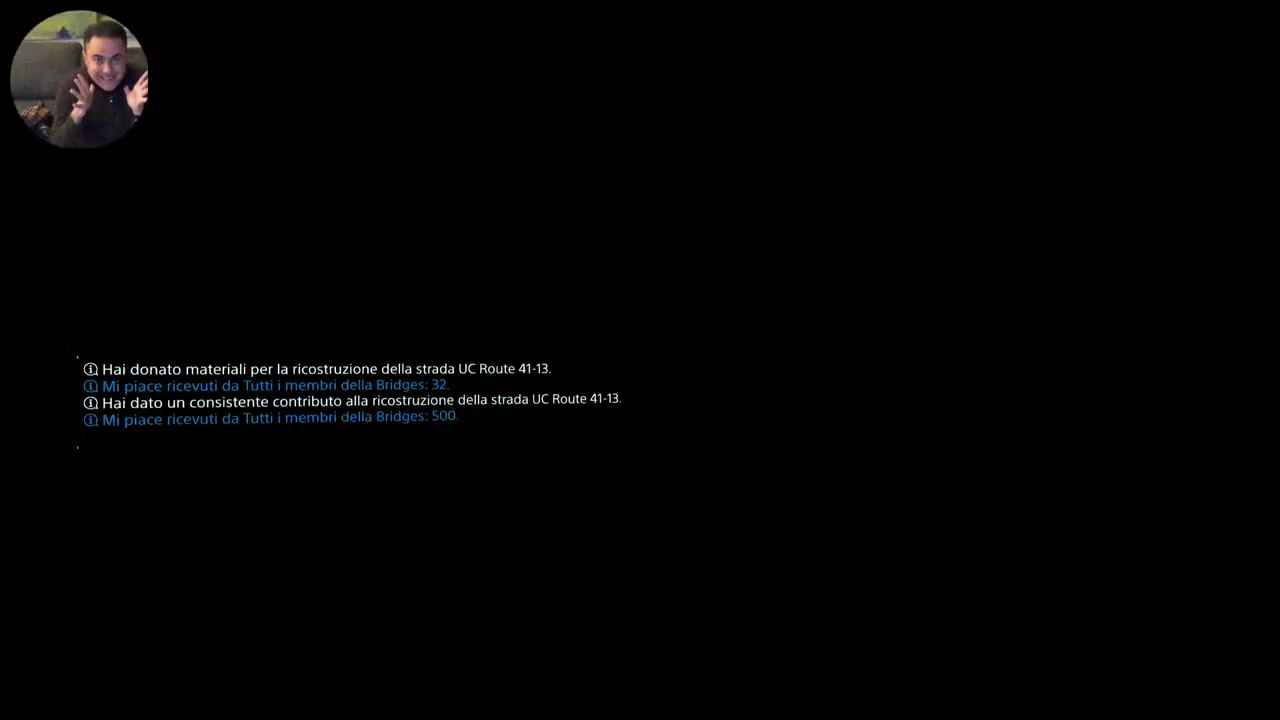 Hai donato materiali per la ricostruzione della strada UC Route 41-13.
Mi piace ricevuti da Tutti i membri della Bridges: 32.
Hai dato un consistente contributo alla ricostruzione della strada UC Route 41-13.
Mi piace ricevuti da Tutti i membri della Bridges: 500.